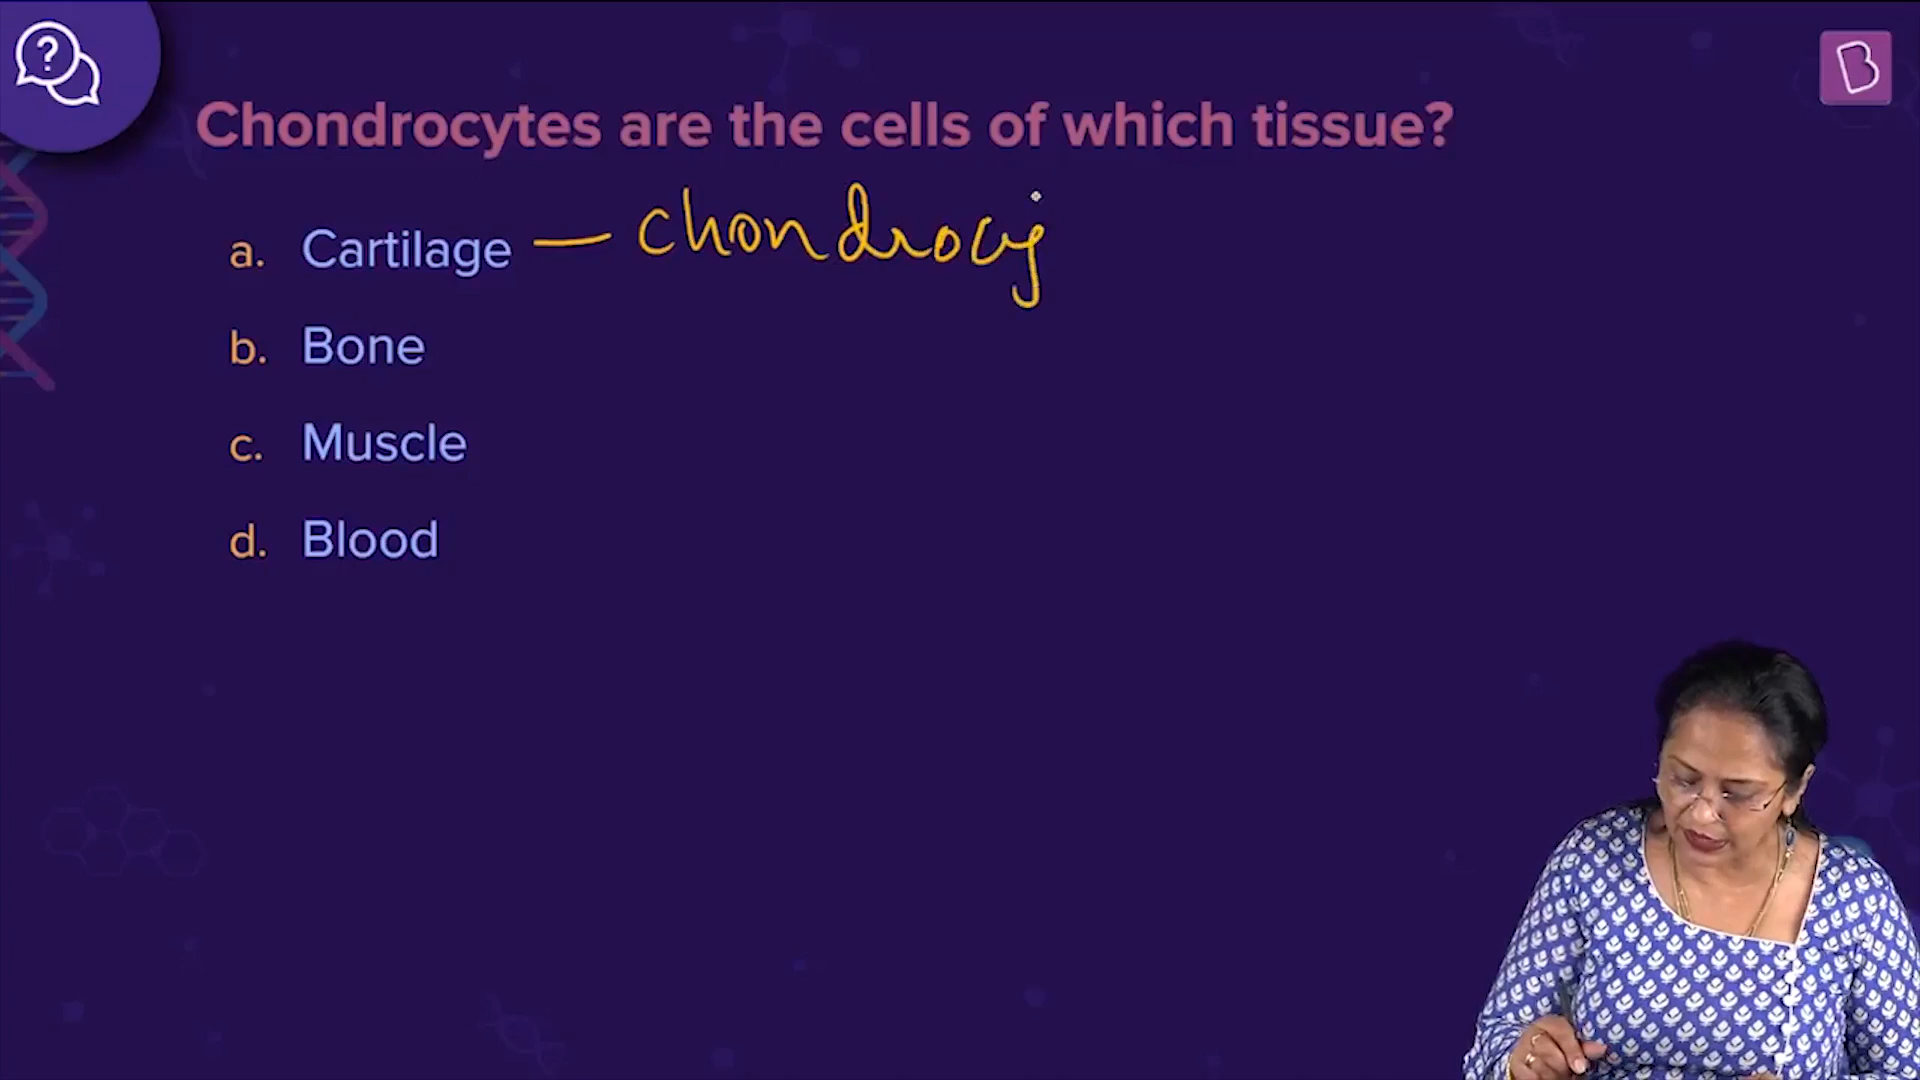 Chondrocytes are the cells of which tissue?
a. Cartilage — chondrocy
b. Bone
c. Muscle
d. Blood